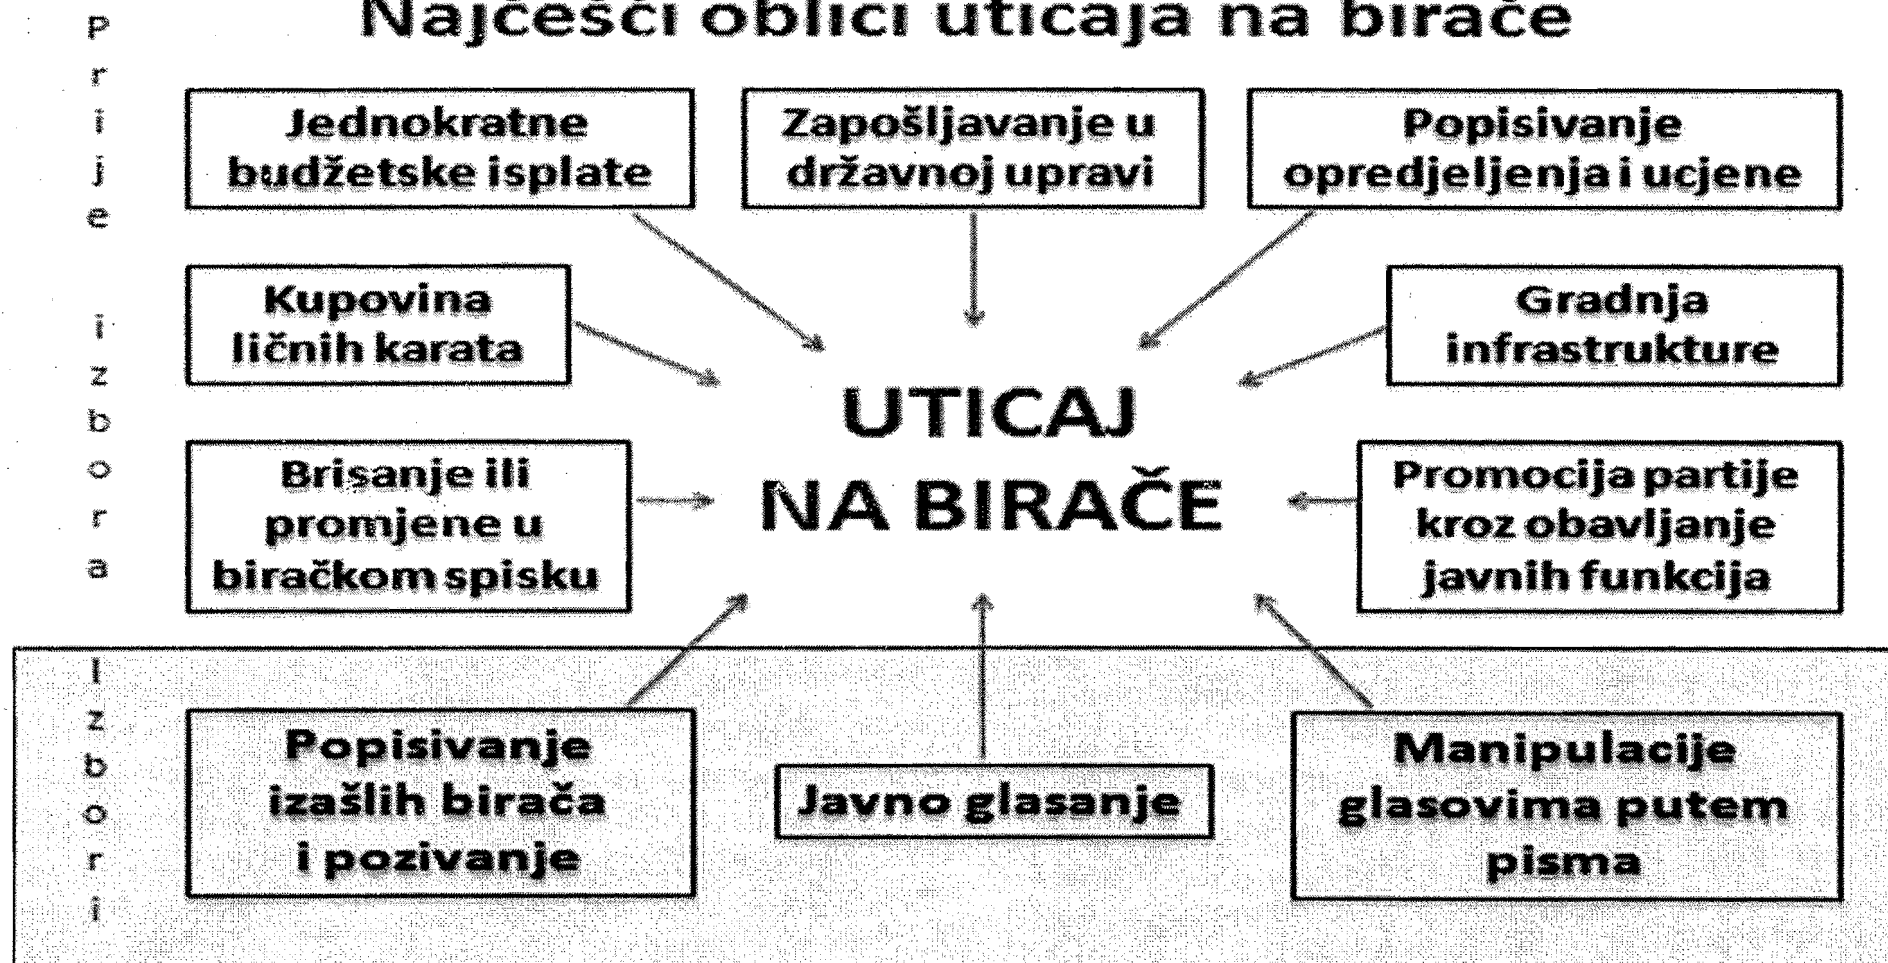 Najčešći oblici uticaja na birače
Prije izbora
Jednokratne
budžetske isplate
Zapošljavanje u
državnoj upravi
Popisivanje
opredjeljenja i ucjene
Kupovina
ličnih karata
Gradnja
infrastrukture
UTICAJ
NA BIRAČE
Brisanje ili
promjene u
biračkom spisku
Promocija partije
kroz obavljanje
javnih funkcija
Izbori
Popisivanje
izašlih birača
i pozivanje
Javno glasanje
Manipulacije
glasovima putem
pisma